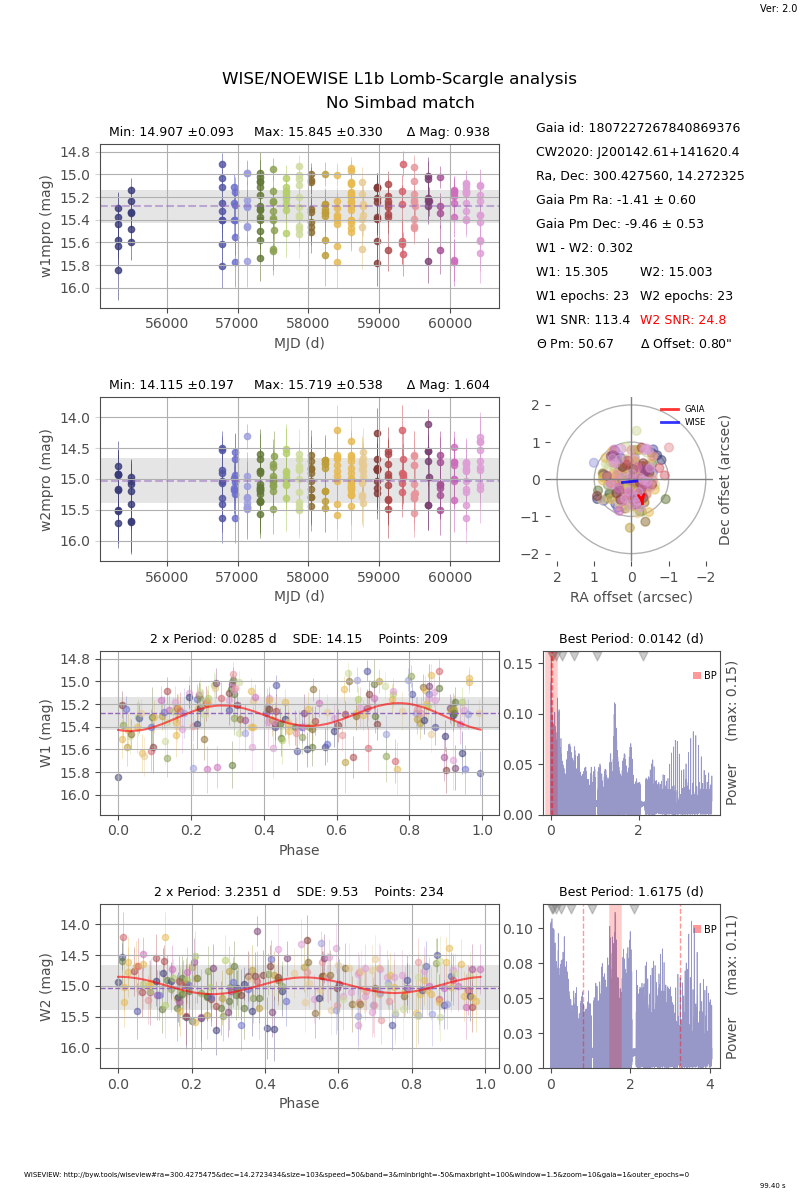 Ver: 2.0
WISE/NOEWISE L1b Lomb-Scargle analysis
No Simbad match
Min: 14.907 ±0.093 Max: 15.845 ±0.330 Δ Mag: 0.938
14.8
15.0
15.2
15.4
15.6
15.8
16.0
w1mpro (mag)
56000 57000 58000 59000 60000
MJD (d)
Gaia id: 1807227267840869376
CW2020: J200142.61+141620.4
Ra, Dec: 300.427560, 14.272325
Gaia Pm Ra: -1.41 ± 0.60
Gaia Pm Dec: -9.46 ± 0.53
W1 - W2: 0.302
W1: 15.305 W2: 15.003
W1 epochs: 23 W2 epochs: 23
W1 SNR: 113.4 W2 SNR: 24.8
Θ Pm: 50.67 Δ Offset: 0.80"
Min: 14.115 ±0.197 Max: 15.719 ±0.538 Δ Mag: 1.604
14.0
14.5
15.0
15.5
16.0
w2mpro (mag)
56000 57000 58000 59000 60000
MJD (d)
GAIA
WISE
2
1
0
−1
−2
Dec offset (arcsec)
2 1 0 −1 −2
RA offset (arcsec)
2 x Period: 0.0285 d SDE: 14.15 Points: 209
14.8
15.0
15.2
15.4
15.6
15.8
16.0
W1 (mag)
0.0 0.2 0.4 0.6 0.8 1.0
Phase
Best Period: 0.0142 (d)
BP
0.15
0.10
0.05
0.00
Power (max: 0.15)
0 2
2 x Period: 3.2351 d SDE: 9.53 Points: 234
14.0
14.5
15.0
15.5
16.0
W2 (mag)
0.0 0.2 0.4 0.6 0.8 1.0
Phase
Best Period: 1.6175 (d)
BP
0.10
0.08
0.05
0.03
0.00
Power (max: 0.11)
0 2 4
WISEVIEW: http://byw.tools/wiseview#ra=300.4275475&dec=14.2723434&size=103&speed=50&band=3&minbright=-50&maxbright=100&window=1.5&zoom=10&gaia=1&outer_epochs=0
99.40 s